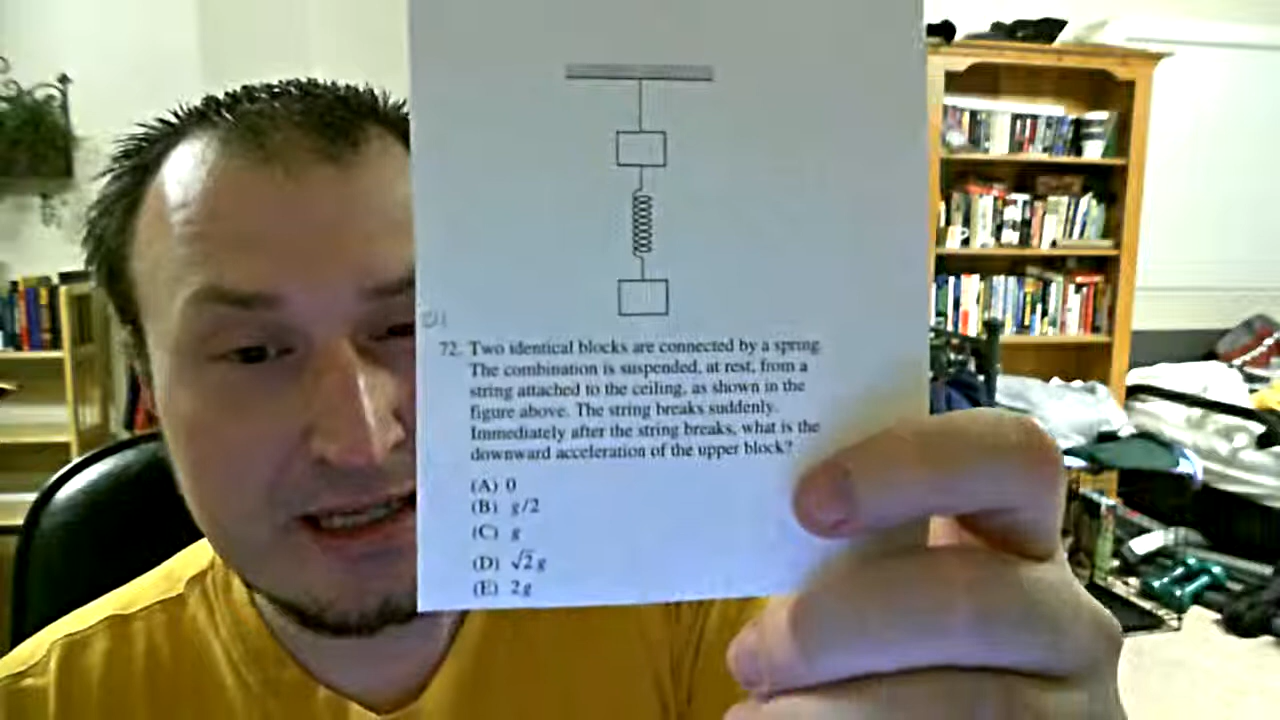 72. Two identical blocks are connected by a spring.
The combination is suspended, at rest, from a
string attached to the ceiling, as shown in the
figure above. The string breaks suddenly.
Immediately after the string breaks, what is the
downward acceleration of the upper block?
(A) 0
(B) g/2
(C) g
(D) √2 g
(E) 2g